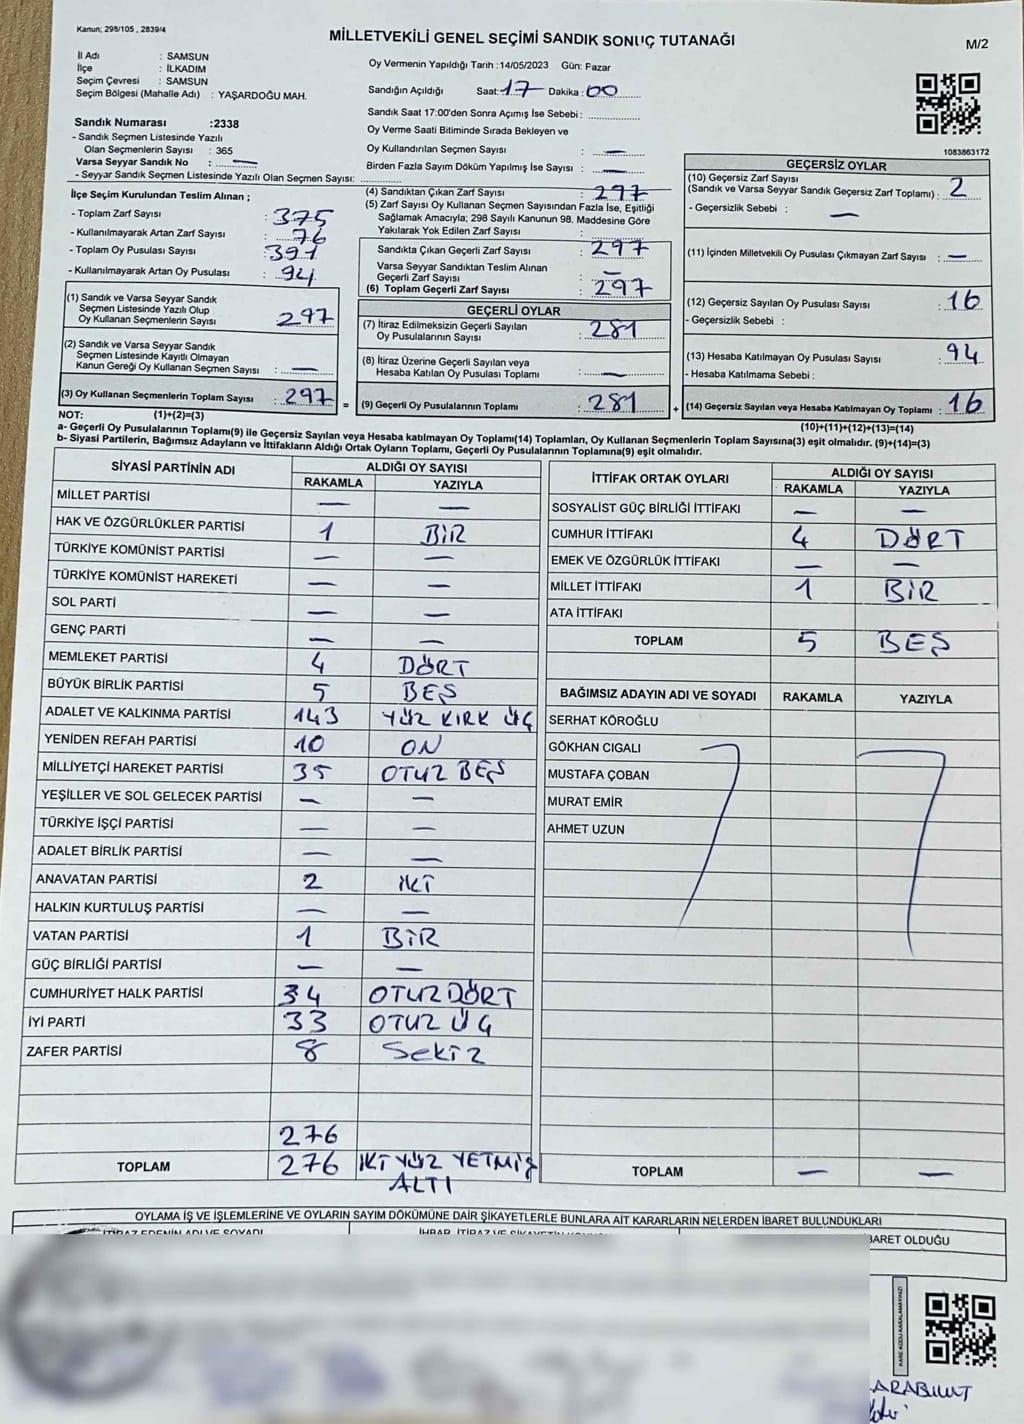 Kanun; 298/105 , 2839/4
MİLLETVEKİLİ GENEL SEÇİMİ SANDIK SONUÇ TUTANAĞI
M/2
İl Adı : SAMSUN
İlçe : İLKADIM
Seçim Çevresi : SAMSUN
Seçim Bölgesi (Mahalle Adı) : YAŞARDOĞU MAH.
Sandık Numarası :2338
- Sandık Seçmen Listesinde Yazılı
Olan Seçmenlerin Sayısı : 365
Varsa Seyyar Sandık No : —
- Seyyar Sandık Seçmen Listesinde Yazılı Olan Seçmen Sayısı:
Oy Vermenin Yapıldığı Tarih :14/05/2023 Gün: Pazar
Sandığın Açıldığı Saat: 17 Dakika : 00
Sandık Saat 17:00'den Sonra Açımış İse Sebebi :
Oy Verme Saati Bitiminde Sırada Bekleyen ve
Oy Kullandırılan Seçmen Sayısı : —
Birden Fazla Sayım Döküm Yapılmış İse Sayısı : —
1083863172
İlçe Seçim Kurulundan Teslim Alınan ;
- Toplam Zarf Sayısı : 375
- Kullanılmayarak Artan Zarf Sayısı : 76
- Toplam Oy Pusulası Sayısı : 391
- Kullanılmayarak Artan Oy Pusulası : 94
(1) Sandık ve Varsa Seyyar Sandık
Seçmen Listesinde Yazılı Olup
Oy Kullanan Seçmenlerin Sayısı : 297
(2) Sandık ve Varsa Seyyar Sandık
Seçmen Listesinde Kayıtlı Olmayan
Kanun Gereği Oy Kullanan Seçmen Sayısı : —
(3) Oy Kullanan Seçmenlerin Toplam Sayısı : 297
(4) Sandıktan Çıkan Zarf Sayısı : 297
(5) Zarf Sayısı Oy Kullanan Seçmen Sayısından Fazla İse, Eşitliği
Sağlamak Amacıyla; 298 Sayılı Kanunun 98. Maddesine Göre
Yakılarak Yok Edilen Zarf Sayısı :
Sandıkta Çıkan Geçerli Zarf Sayısı : 297
Varsa Seyyar Sandıktan Teslim Alınan
Geçerli Zarf Sayısı : —
(6) Toplam Geçerli Zarf Sayısı : 297
GEÇERLİ OYLAR
(7) İtiraz Edilmeksizin Geçerli Sayılan
Oy Pusulalarının Sayısı : 281
(8) İtiraz Üzerine Geçerli Sayılan veya
Hesaba Katılan Oy Pusulası Toplamı : —
= (9) Geçerli Oy Pusulalarının Toplamı : 281
GEÇERSİZ OYLAR
(10) Geçersiz Zarf Sayısı
(Sandık ve Varsa Seyyar Sandık Geçersiz Zarf Toplamı) : 2
- Geçersizlik Sebebi : —
(11) İçinden Milletvekili Oy Pusulası Çıkmayan Zarf Sayısı : —
(12) Geçersiz Sayılan Oy Pusulası Sayısı : 16
- Geçersizlik Sebebi :
(13) Hesaba Katılmayan Oy Pusulası Sayısı : 94
- Hesaba Katılmama Sebebi :
+ (14) Geçersiz Sayılan veya Hesaba Katılmayan Oy Toplamı : 16
NOT: (1)+(2)=(3) (10)+(11)+(12)+(13)=(14)
a- Geçerli Oy Pusulalarının Toplamı(9) ile Geçersiz Sayılan veya Hesaba katılmayan Oy Toplamı(14) Toplamları, Oy Kullanan Seçmenlerin Toplam Sayısına(3) eşit olmalıdır. (9)+(14)=(3)
b- Siyasi Partilerin, Bağımsız Adayların ve İttifakların Aldığı Ortak Oyların Toplamı, Geçerli Oy Pusulalarının Toplamına(9) eşit olmalıdır.
SİYASİ PARTİNİN ADI ALDIĞI OY SAYISI
RAKAMLA YAZIYLA
MİLLET PARTİSİ — —
HAK VE ÖZGÜRLÜKLER PARTİSİ 1 BİR
TÜRKİYE KOMÜNİST PARTİSİ — —
TÜRKİYE KOMÜNİST HAREKETİ — —
SOL PARTİ — —
GENÇ PARTİ — —
MEMLEKET PARTİSİ 4 DÖRT
BÜYÜK BİRLİK PARTİSİ 5 BEŞ
ADALET VE KALKINMA PARTİSİ 143 YÜZ KIRK ÜÇ
YENİDEN REFAH PARTİSİ 10 ON
MİLLİYETÇİ HAREKET PARTİSİ 35 OTUZ BEŞ
YEŞİLLER VE SOL GELECEK PARTİSİ — —
TÜRKİYE İŞÇİ PARTİSİ — —
ADALET BİRLİK PARTİSİ — —
ANAVATAN PARTİSİ 2 İKİ
HALKIN KURTULUŞ PARTİSİ — —
VATAN PARTİSİ 1 BİR
GÜÇ BİRLİĞİ PARTİSİ — —
CUMHURİYET HALK PARTİSİ 34 OTUZ DÖRT
İYİ PARTİ 33 OTUZ ÜÇ
ZAFER PARTİSİ 8 SEKİZ
276
TOPLAM 276 İKİ YÜZ YETMİŞ
ALTI
İTTİFAK ORTAK OYLARI ALDIĞI OY SAYISI
RAKAMLA YAZIYLA
SOSYALİST GÜÇ BİRLİĞİ İTTİFAKI — —
CUMHUR İTTİFAKI 4 DÖRT
EMEK VE ÖZGÜRLÜK İTTİFAKI — —
MİLLET İTTİFAKI 1 BİR
ATA İTTİFAKI
TOPLAM 5 BEŞ
BAĞIMSIZ ADAYIN ADI VE SOYADI RAKAMLA YAZIYLA
SERHAT KÖROĞLU
GÖKHAN CIGALI
MUSTAFA ÇOBAN
MURAT EMİR
AHMET UZUN
TOPLAM — —
OYLAMA İŞ VE İŞLEMLERİNE VE OYLARIN SAYIM DÖKÜMÜNE DAİR ŞİKAYETLERLE BUNLARA AİT KARARLARIN NELERDEN İBARET BULUNDUKLARI
İTİRAZ EDENİN ADI VE SOYADI
BARET OLDUĞU
KARE KODU KARALAMAYINIZ!
ARABULUT